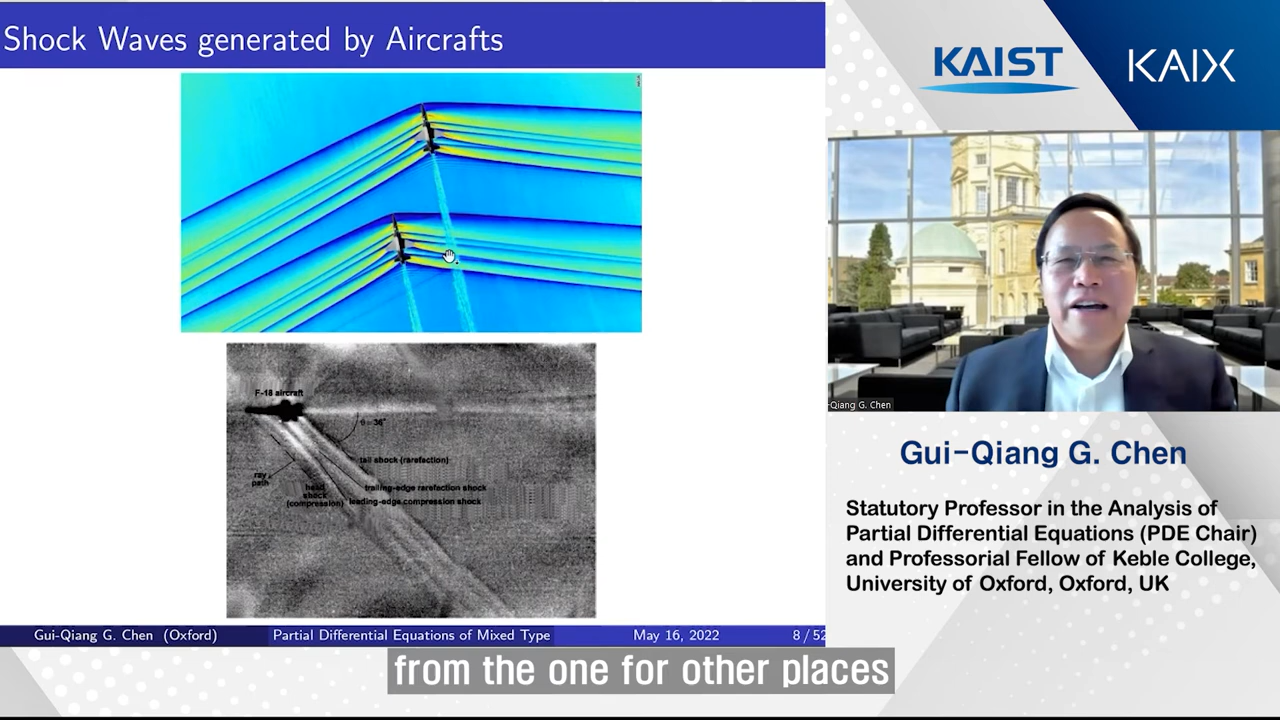 Shock Waves generated by Aircrafts
KAIST
KAIX
F-18 aircraft
θ = 36°
tail shock (rarefaction)
ray
path
head
shock
(compression)
trailing-edge rarefaction shock
leading-edge compression shock
-Qiang G. Chen
Gui-Qiang G. Chen
Statutory Professor in the Analysis of
Partial Differential Equations (PDE Chair)
and Professorial Fellow of Keble College,
University of Oxford, Oxford, UK
Gui-Qiang G. Chen (Oxford) Partial Differential Equations of Mixed Type May 16, 2022 8 / 52
from the one for other places